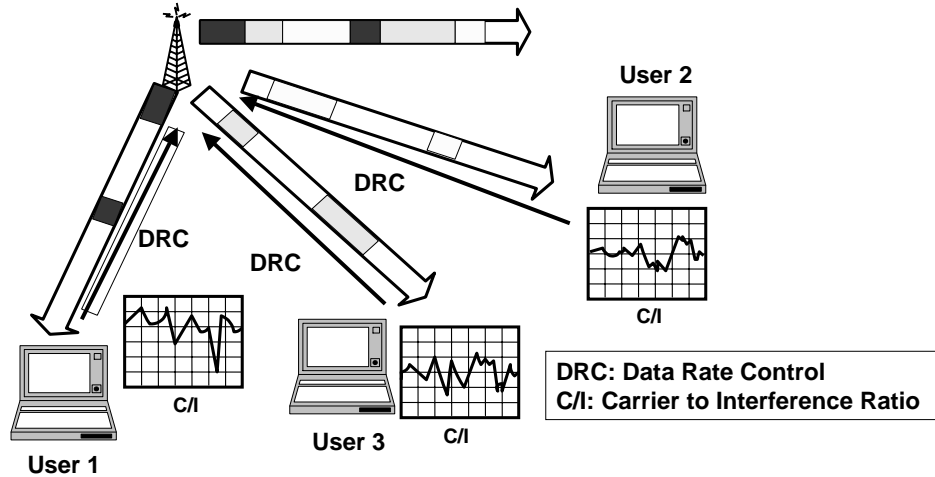 User 2
DRC
DRC
DRC
C/I
C/I
C/I
User 1
User 3
DRC: Data Rate Control
C/I: Carrier to Interference Ratio